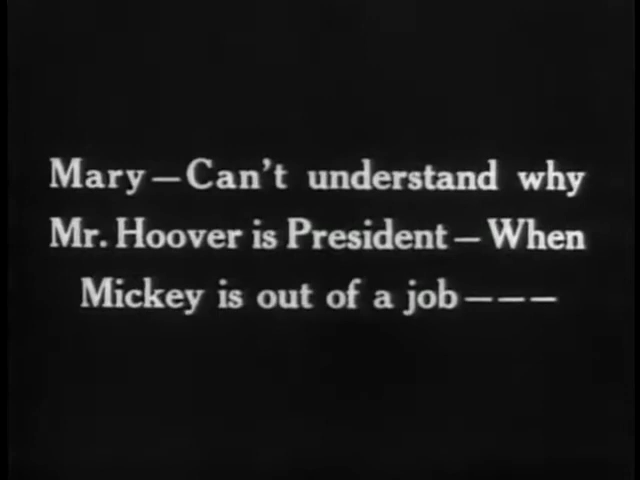 Mary—Can't understand why
Mr. Hoover is President—When
Mickey is out of a job———